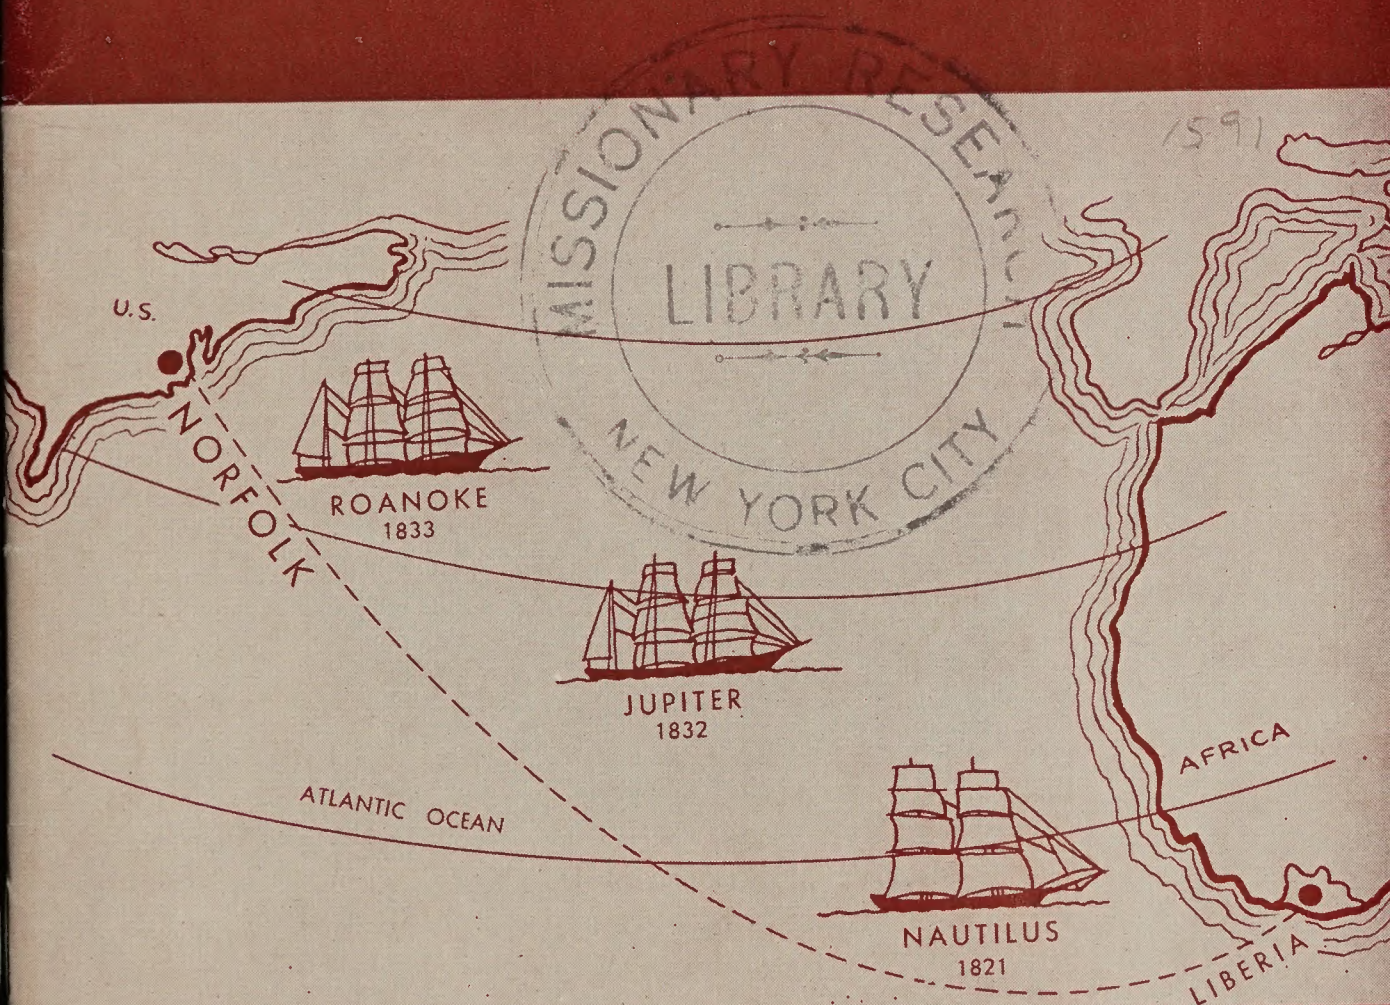 MISSIONARY RESEARCH
LIBRARY
NEW YORK CITY
1591
U.S.
NORFOLK
ROANOKE
1833
JUPITER
1832
ATLANTIC OCEAN
AFRICA
NAUTILUS
1821
LIBERIA